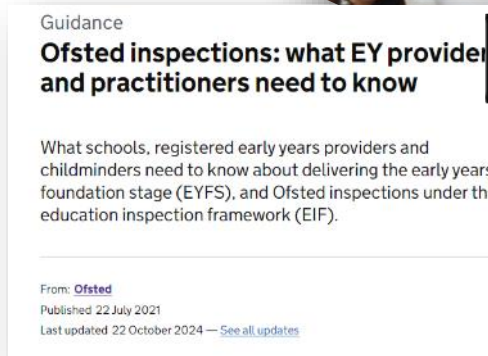 Guidance
Ofsted inspections: what EY provider
and practitioners need to know
What schools, registered early years providers and
childminders need to know about delivering the early years
foundation stage (EYFS), and Ofsted inspections under th
education inspection framework (EIF).
From: Ofsted
Published 22 July 2021
Last updated 22 October 2024 — See all updates